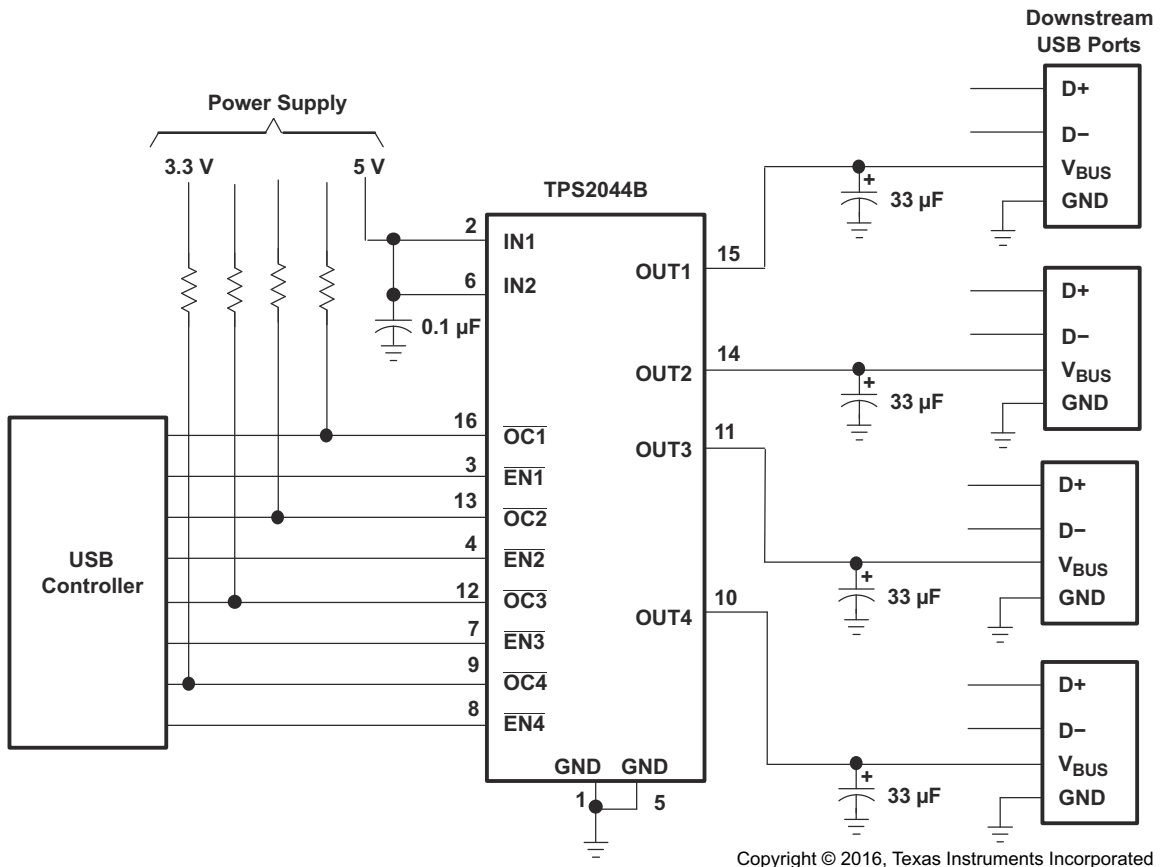 Downstream
USB Ports
Power Supply
3.3 V
5 V
TPS2044B
2
IN1
6
IN2
0.1 µF
16
OC1
3
EN1
13
OC2
4
EN2
12
OC3
7
EN3
9
OC4
8
EN4
USB
Controller
GND GND
1
5
OUT1
15
OUT2
14
OUT3
11
OUT4
10
+
33 µF
D+
D−
VBUS
GND
+
33 µF
D+
D−
VBUS
GND
+
33 µF
D+
D−
VBUS
GND
+
33 µF
D+
D−
VBUS
GND
Copyright © 2016, Texas Instruments Incorporated